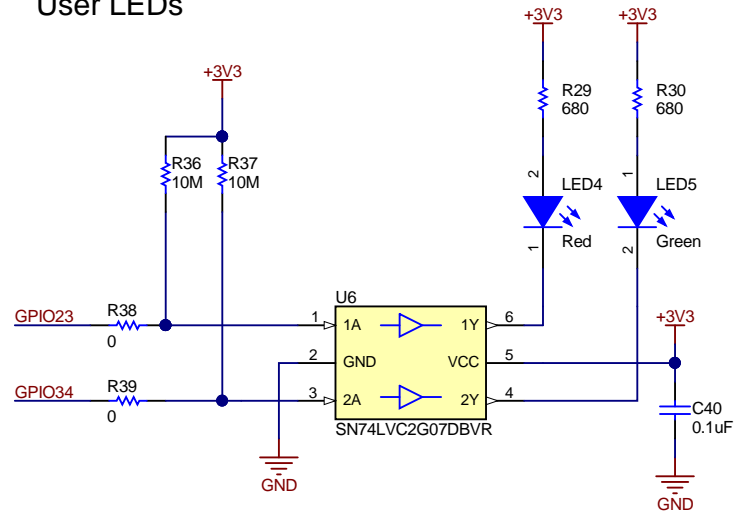 User LEDs
+3V3
+3V3
+3V3
R29
680
R30
680
R36
10M
R37
10M
2
1
LED4
LED5
Red
Green
1
2
U6
GPIO23
R38
0
1
1A
1Y
6
+3V3
2
GND
VCC
5
GPIO34
R39
0
3
2A
2Y
4
SN74LVC2G07DBVR
C40
0.1uF
GND
GND